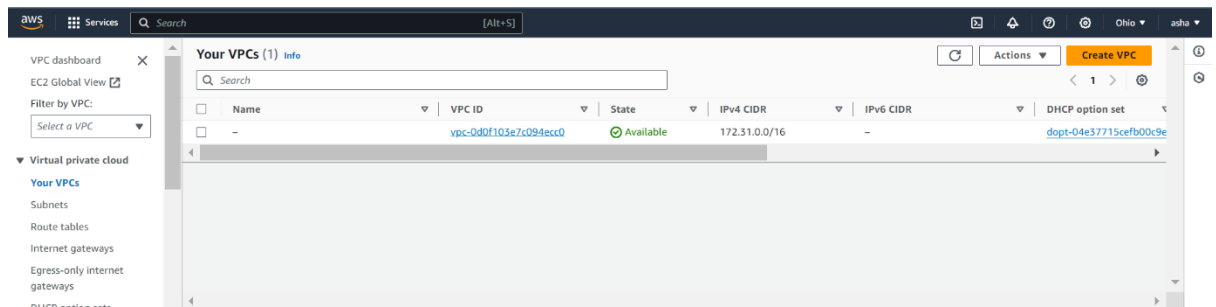 aws Services Search [Alt+S] Ohio asha
VPC dashboard
EC2 Global View
Filter by VPC:
Select a VPC
Virtual private cloud
Your VPCs
Subnets
Route tables
Internet gateways
Egress-only internet
gateways
Your VPCs (1) Info
Actions Create VPC
Search
1
Name VPC ID State IPv4 CIDR IPv6 CIDR DHCP option set
– vpc-0d0f103e7c094ecc0 Available 172.31.0.0/16 – dopt-04e37715cefb00c9e